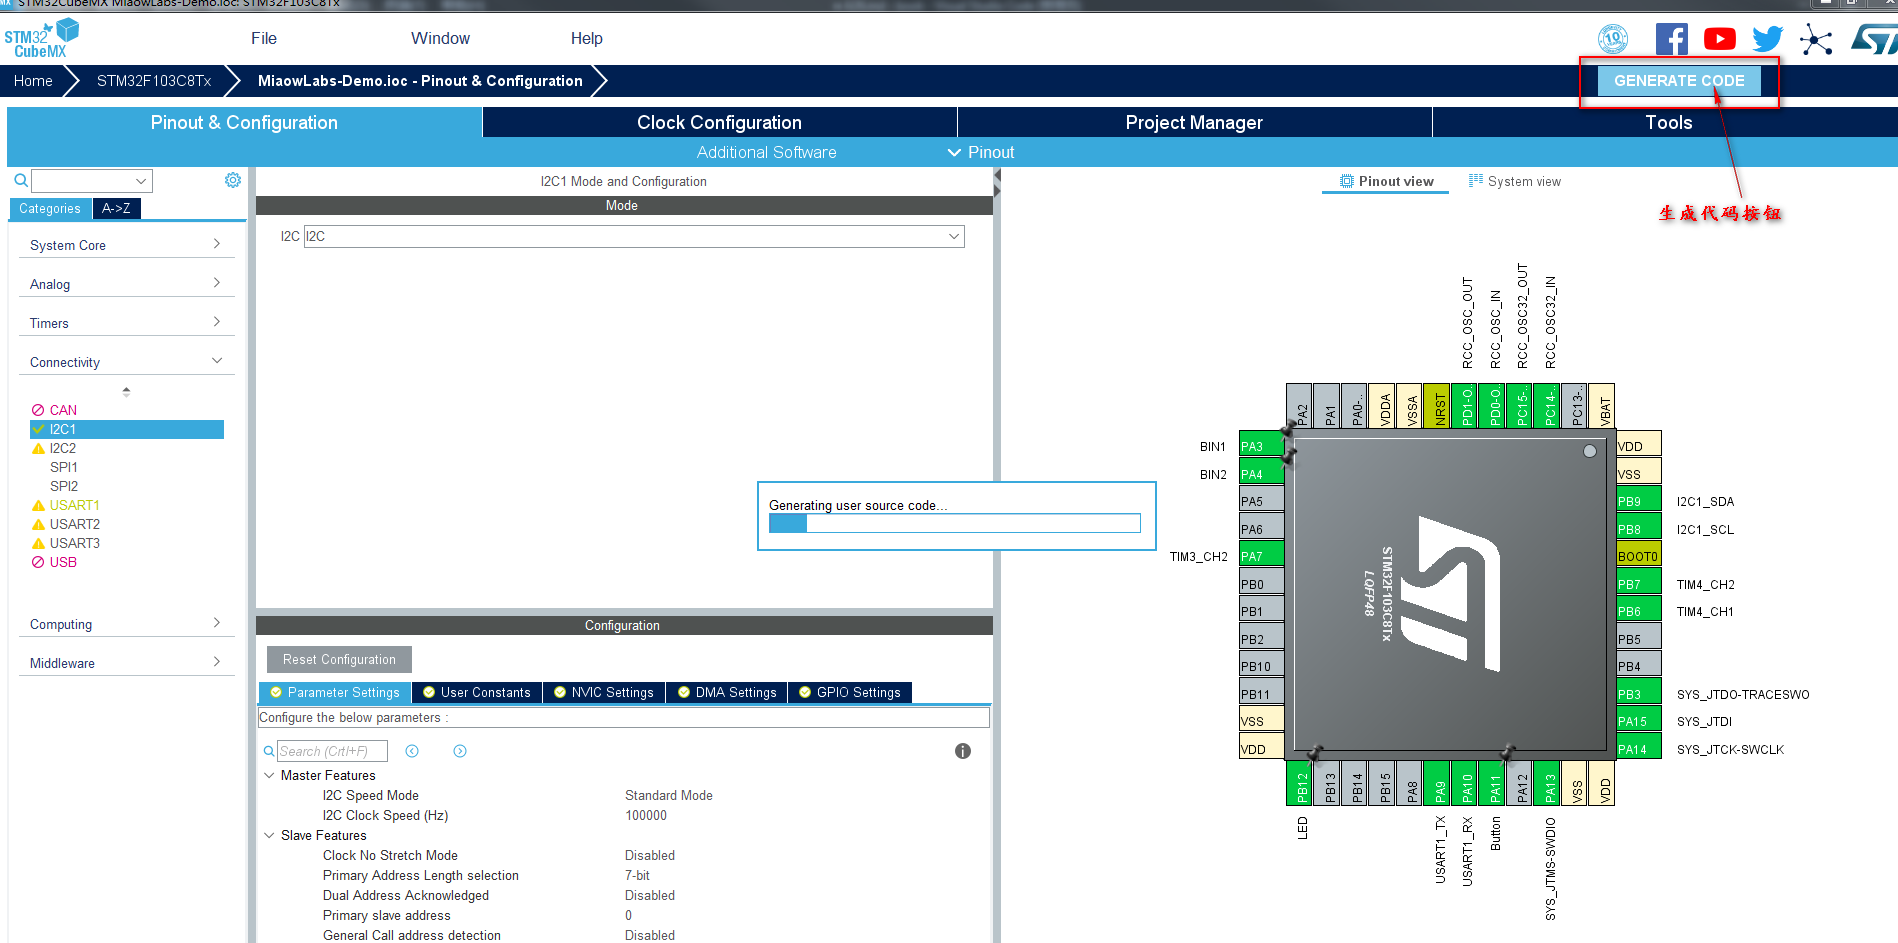 STM32CubeMX MiaowLabs-Demo.ioc: STM32F103C8Tx
STM32
CubeMX
File
Window
Help
10
Home
STM32F103C8Tx
MiaowLabs-Demo.ioc - Pinout & Configuration
GENERATE CODE
Pinout & Configuration
Clock Configuration
Project Manager
Tools
Additional Software
Pinout
生成代码按钮
Categories
A->Z
System Core
Analog
Timers
Connectivity
CAN
I2C1
I2C2
SPI1
SPI2
USART1
USART2
USART3
USB
Computing
Middleware
I2C1 Mode and Configuration
Mode
I2C
I2C
Generating user source code...
Configuration
Reset Configuration
Parameter Settings
User Constants
NVIC Settings
DMA Settings
GPIO Settings
Configure the below parameters :
Search (Crtl+F)
Master Features
I2C Speed Mode
Standard Mode
I2C Clock Speed (Hz)
100000
Slave Features
Clock No Stretch Mode
Disabled
Primary Address Length selection
7-bit
Dual Address Acknowledged
Disabled
Primary slave address
0
General Call address detection
Disabled
Pinout view
System view
RCC_OSC_OUT
RCC_OSC_IN
RCC_OSC32_OUT
RCC_OSC32_IN
PA2
PA1
PA0-..
VDDA
VSSA
NRST
PD1-O..
PD0-O..
PC15-..
PC14-..
PC13-..
VBAT
BIN1
PA3
BIN2
PA4
PA5
PA6
TIM3_CH2
PA7
PB0
PB1
PB2
PB10
PB11
VSS
VDD
STM32F103C8Tx
LQFP48
VDD
VSS
PB9
I2C1_SDA
PB8
I2C1_SCL
BOOT0
PB7
TIM4_CH2
PB6
TIM4_CH1
PB5
PB4
PB3
SYS_JTDO-TRACESWO
PA15
SYS_JTDI
PA14
SYS_JTCK-SWCLK
PB12
PB13
PB14
PB15
PA8
PA9
PA10
PA11
PA12
PA13
VSS
VDD
LED
USART1_TX
USART1_RX
Button
SYS_JTMS-SWDIO